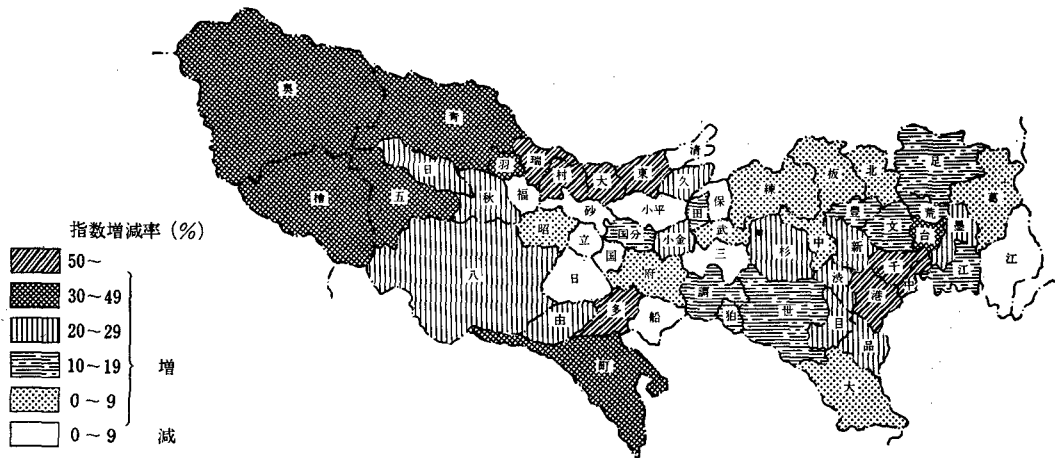 指数増減率 (%)
50~
30~49
20~29
10~19
0~9
0~9
増
減
奥
青
檜
五
日
羽
瑞
村
大
東
清
久
秋
福
砂
小平
田
保
昭
立
国分
小金
武
八
日
国
府
三
調
狛
由
多
船
町
練
板
北
足
葛
豊
文
荒
台
墨
杉
中
新
千
中
江
江
渋
港
世
目
品
大